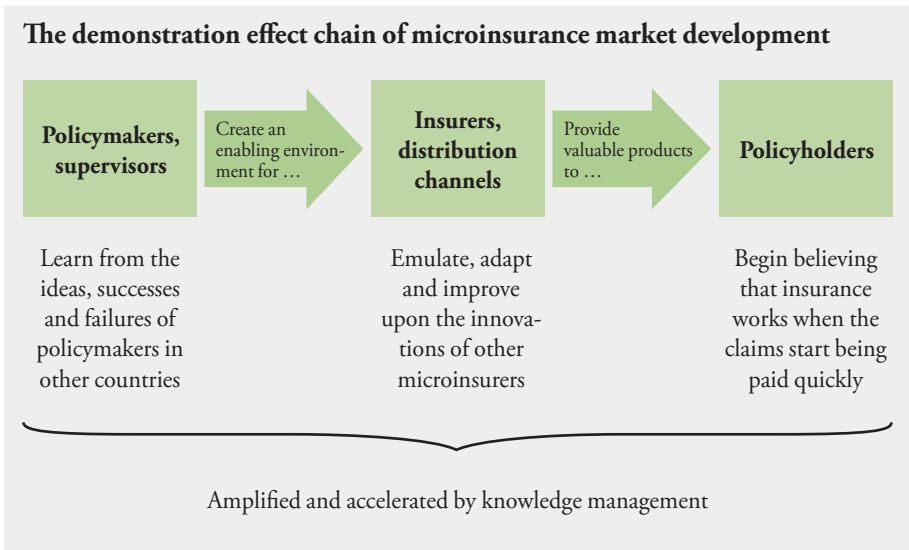 The demonstration effect chain of microinsurance market development
Policymakers,
supervisors
Create an
enabling environ-
ment for …
Insurers,
distribution
channels
Provide
valuable products
to …
Policyholders
Learn from the
ideas, successes
and failures of
policymakers in
other countries
Emulate, adapt
and improve
upon the innova-
tions of other
microinsurers
Begin believing
that insurance
works when the
claims start being
paid quickly
Amplified and accelerated by knowledge management